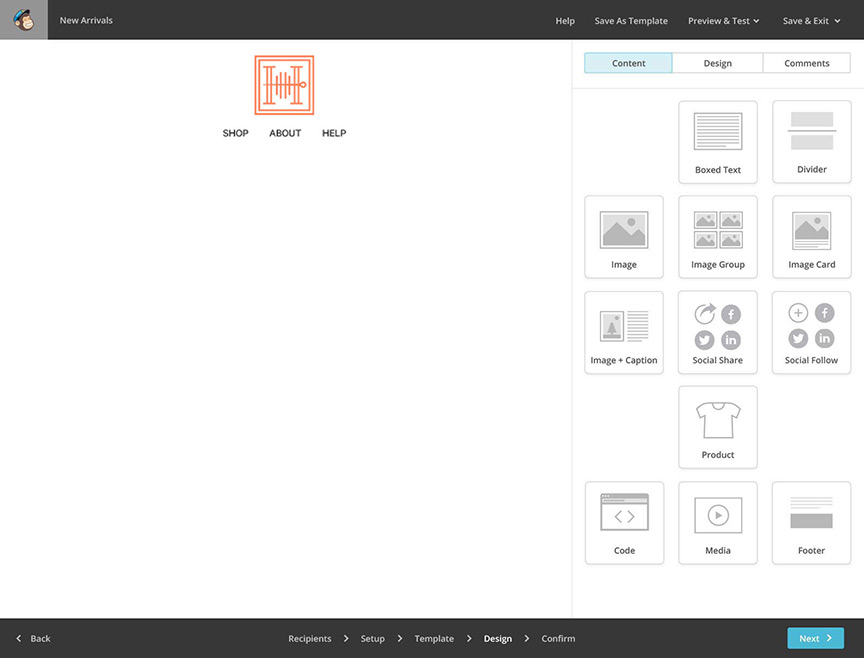 New Arrivals
Help Save As Template Preview & Test Save & Exit
Content Design Comments
SHOP ABOUT HELP
Boxed Text Divider
Image Image Group Image Card
Image + Caption Social Share Social Follow
Product
Code Media Footer
Back Recipients Setup Template Design Confirm Next